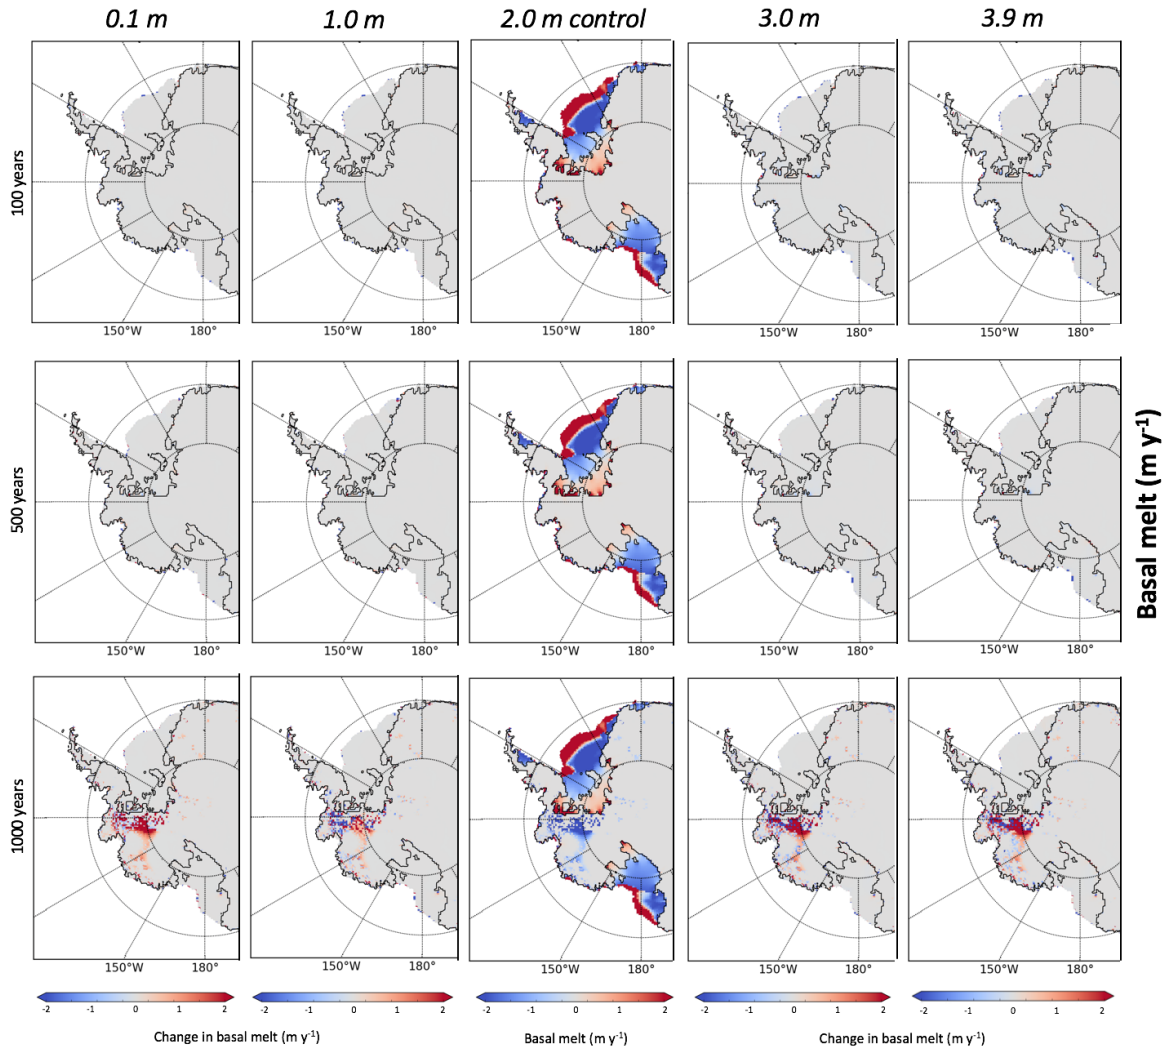 0.1 m 1.0 m 2.0 m control 3.0 m 3.9 m
100 years
150°W 180° 150°W 180° 150°W 180° 150°W 180° 150°W 180°
500 years
Basal melt (m y⁻¹)
150°W 180° 150°W 180° 150°W 180° 150°W 180° 150°W 180°
1000 years
150°W 180° 150°W 180° 150°W 180° 150°W 180° 150°W 180°
-2 -1 0 1 2 -2 -1 0 1 2 -2 -1 0 1 2 -2 -1 0 1 2 -2 -1 0 1 2
Change in basal melt (m y⁻¹) Basal melt (m y⁻¹) Change in basal melt (m y⁻¹)